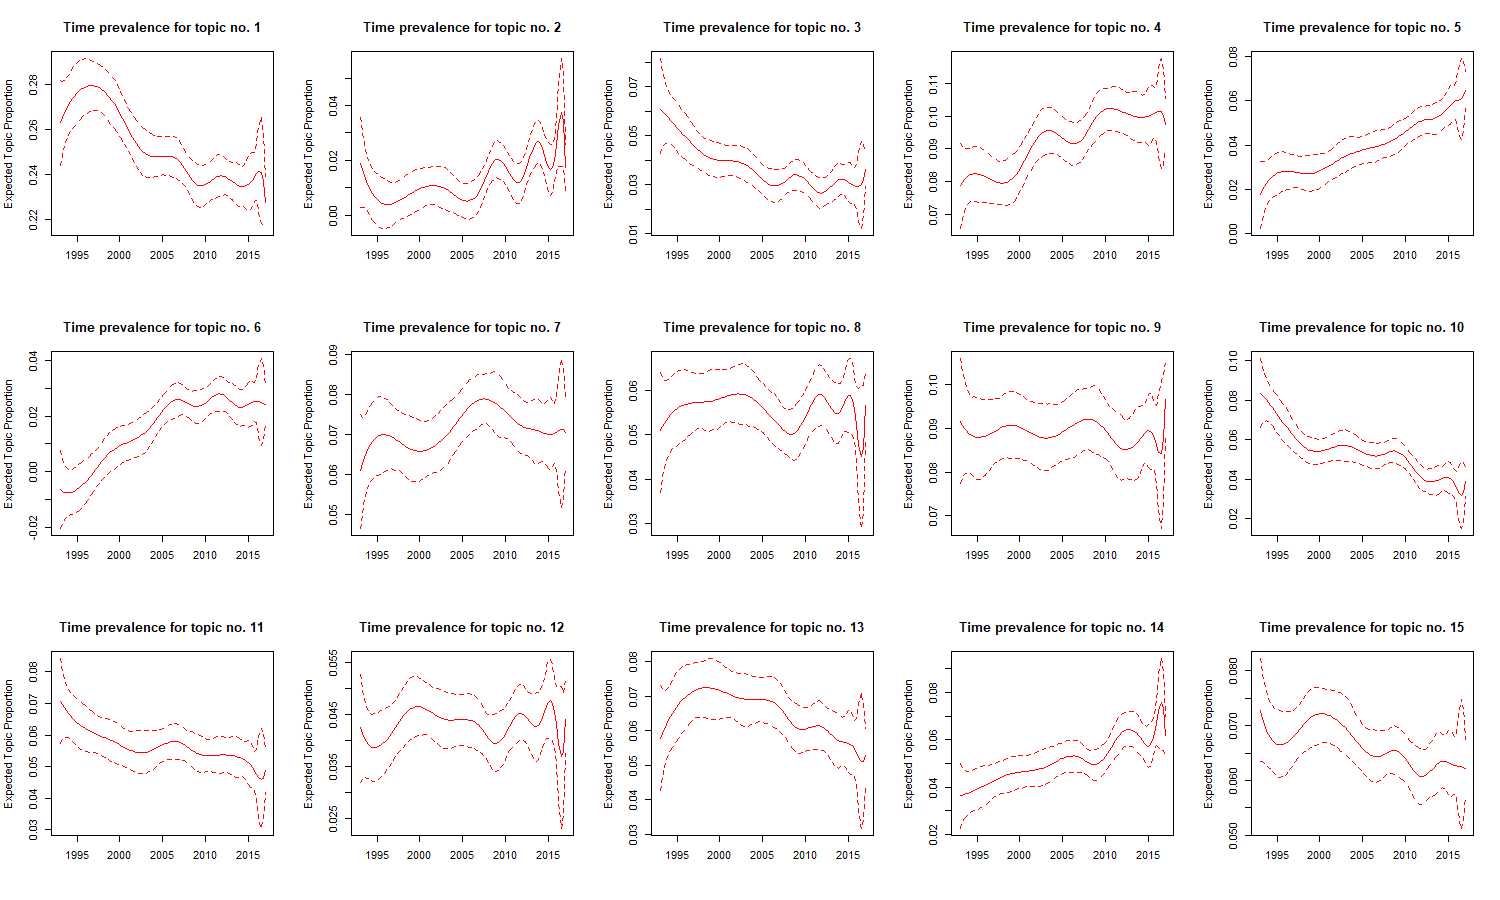 Time prevalence for topic no. 1
Expected Topic Proportion
0.28
0.26
0.24
0.22
1995 2000 2005 2010 2015
Time prevalence for topic no. 2
Expected Topic Proportion
0.04
0.02
0.00
1995 2000 2005 2010 2015
Time prevalence for topic no. 3
Expected Topic Proportion
0.07
0.05
0.03
0.01
1995 2000 2005 2010 2015
Time prevalence for topic no. 4
Expected Topic Proportion
0.11
0.10
0.09
0.08
0.07
1995 2000 2005 2010 2015
Time prevalence for topic no. 5
Expected Topic Proportion
0.08
0.06
0.04
0.02
0.00
1995 2000 2005 2010 2015
Time prevalence for topic no. 6
Expected Topic Proportion
0.04
0.02
0.00
-0.02
1995 2000 2005 2010 2015
Time prevalence for topic no. 7
Expected Topic Proportion
0.09
0.08
0.07
0.06
0.05
1995 2000 2005 2010 2015
Time prevalence for topic no. 8
Expected Topic Proportion
0.06
0.05
0.04
0.03
1995 2000 2005 2010 2015
Time prevalence for topic no. 9
Expected Topic Proportion
0.10
0.09
0.08
0.07
1995 2000 2005 2010 2015
Time prevalence for topic no. 10
Expected Topic Proportion
0.10
0.08
0.06
0.04
0.02
1995 2000 2005 2010 2015
Time prevalence for topic no. 11
Expected Topic Proportion
0.08
0.07
0.06
0.05
0.04
0.03
1995 2000 2005 2010 2015
Time prevalence for topic no. 12
Expected Topic Proportion
0.055
0.045
0.035
0.025
1995 2000 2005 2010 2015
Time prevalence for topic no. 13
Expected Topic Proportion
0.08
0.07
0.06
0.05
0.04
0.03
1995 2000 2005 2010 2015
Time prevalence for topic no. 14
Expected Topic Proportion
0.08
0.06
0.04
0.02
1995 2000 2005 2010 2015
Time prevalence for topic no. 15
Expected Topic Proportion
0.080
0.070
0.060
0.050
1995 2000 2005 2010 2015